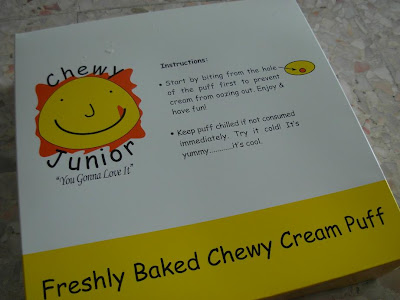 Chewy
Junior
"You Gonna Love It"
Instructions:
• Start by biting from the hole
of the puff first to prevent
cream from oozing out. Enjoy &
have fun!
• Keep puff chilled if not consumed
immediately. Try it cold! It's
yummy..........it's cool.
Freshly Baked Chewy Cream Puff